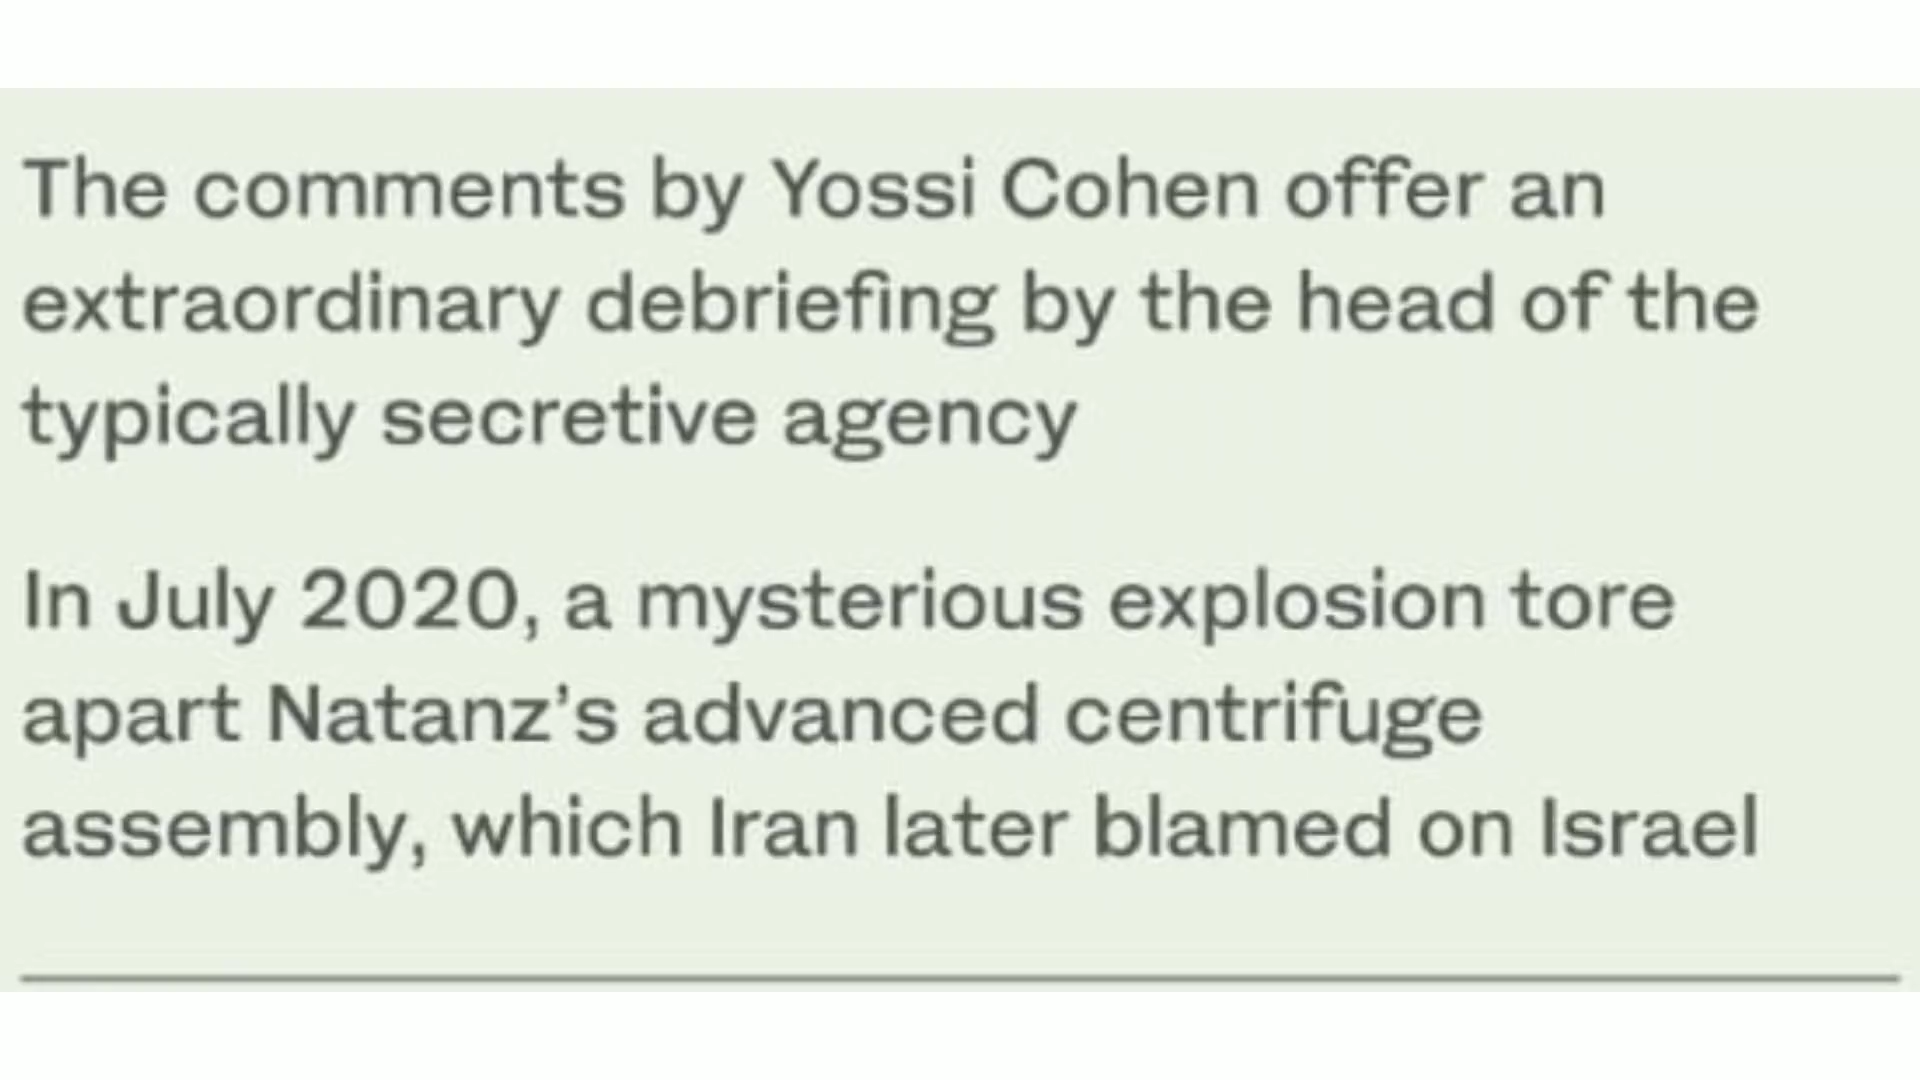 The comments by Yossi Cohen offer an
extraordinary debriefing by the head of the
typically secretive agency
In July 2020, a mysterious explosion tore
apart Natanz’s advanced centrifuge
assembly, which Iran later blamed on Israel